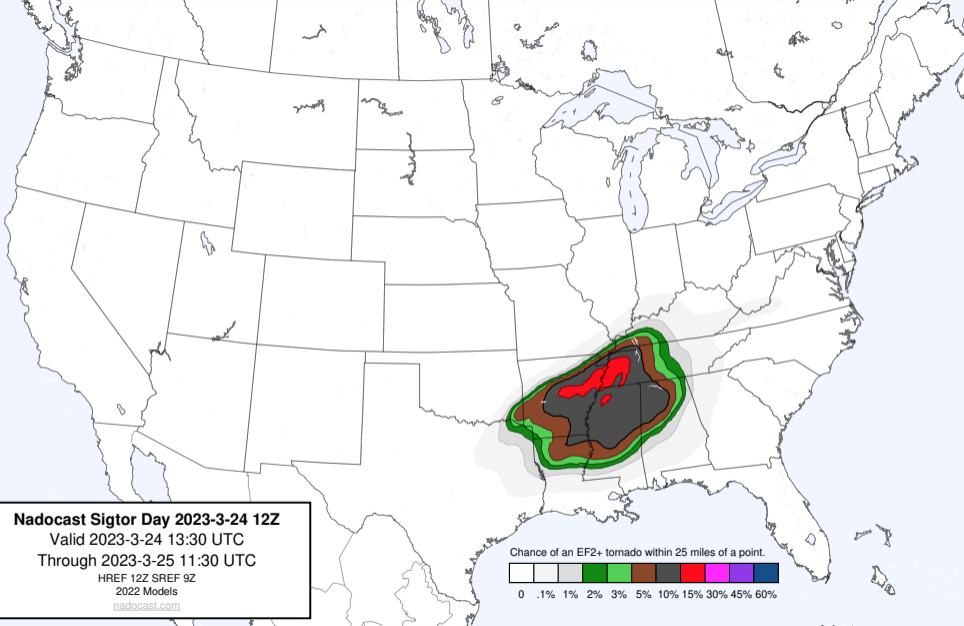 Nadocast Sigtor Day 2023-3-24 12Z
Valid 2023-3-24 13:30 UTC
Through 2023-3-25 11:30 UTC
HREF 12Z SREF 9Z
2022 Models
nadocast.com
Chance of an EF2+ tornado within 25 miles of a point.
0 .1% 1% 2% 3% 5% 10% 15% 30% 45% 60%